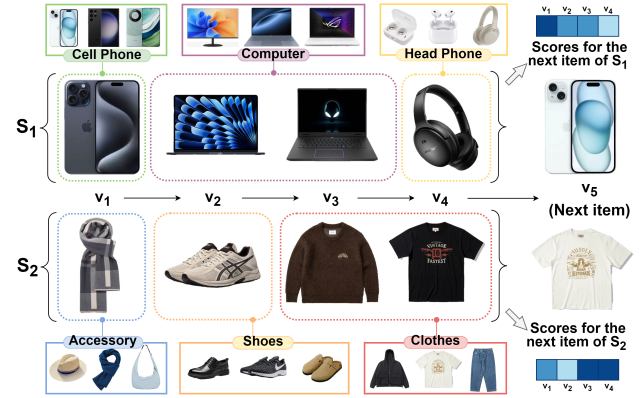 v1 v2 v3 v4
Scores for the
next item of S1
Cell Phone
Computer
Head Phone
S1
v1
v2
v3
v4
v5
(Next item)
S2
Accessory
Shoes
Clothes
Scores for the
next item of S2
v1 v2 v3 v4